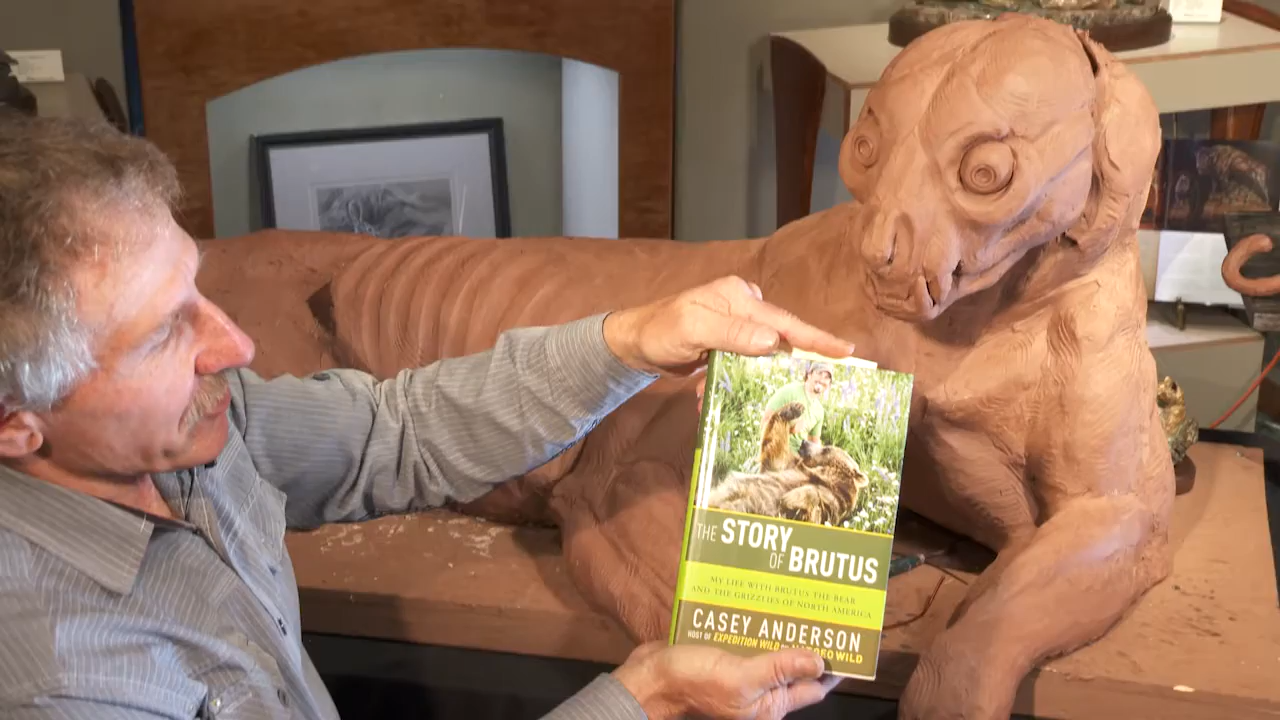 THE STORY
OF BRUTUS
MY LIFE WITH BRUTUS THE BEAR
AND THE GRIZZLIES OF NORTH AMERICA
CASEY ANDERSON
HOST OF EXPEDITION WILD WILD